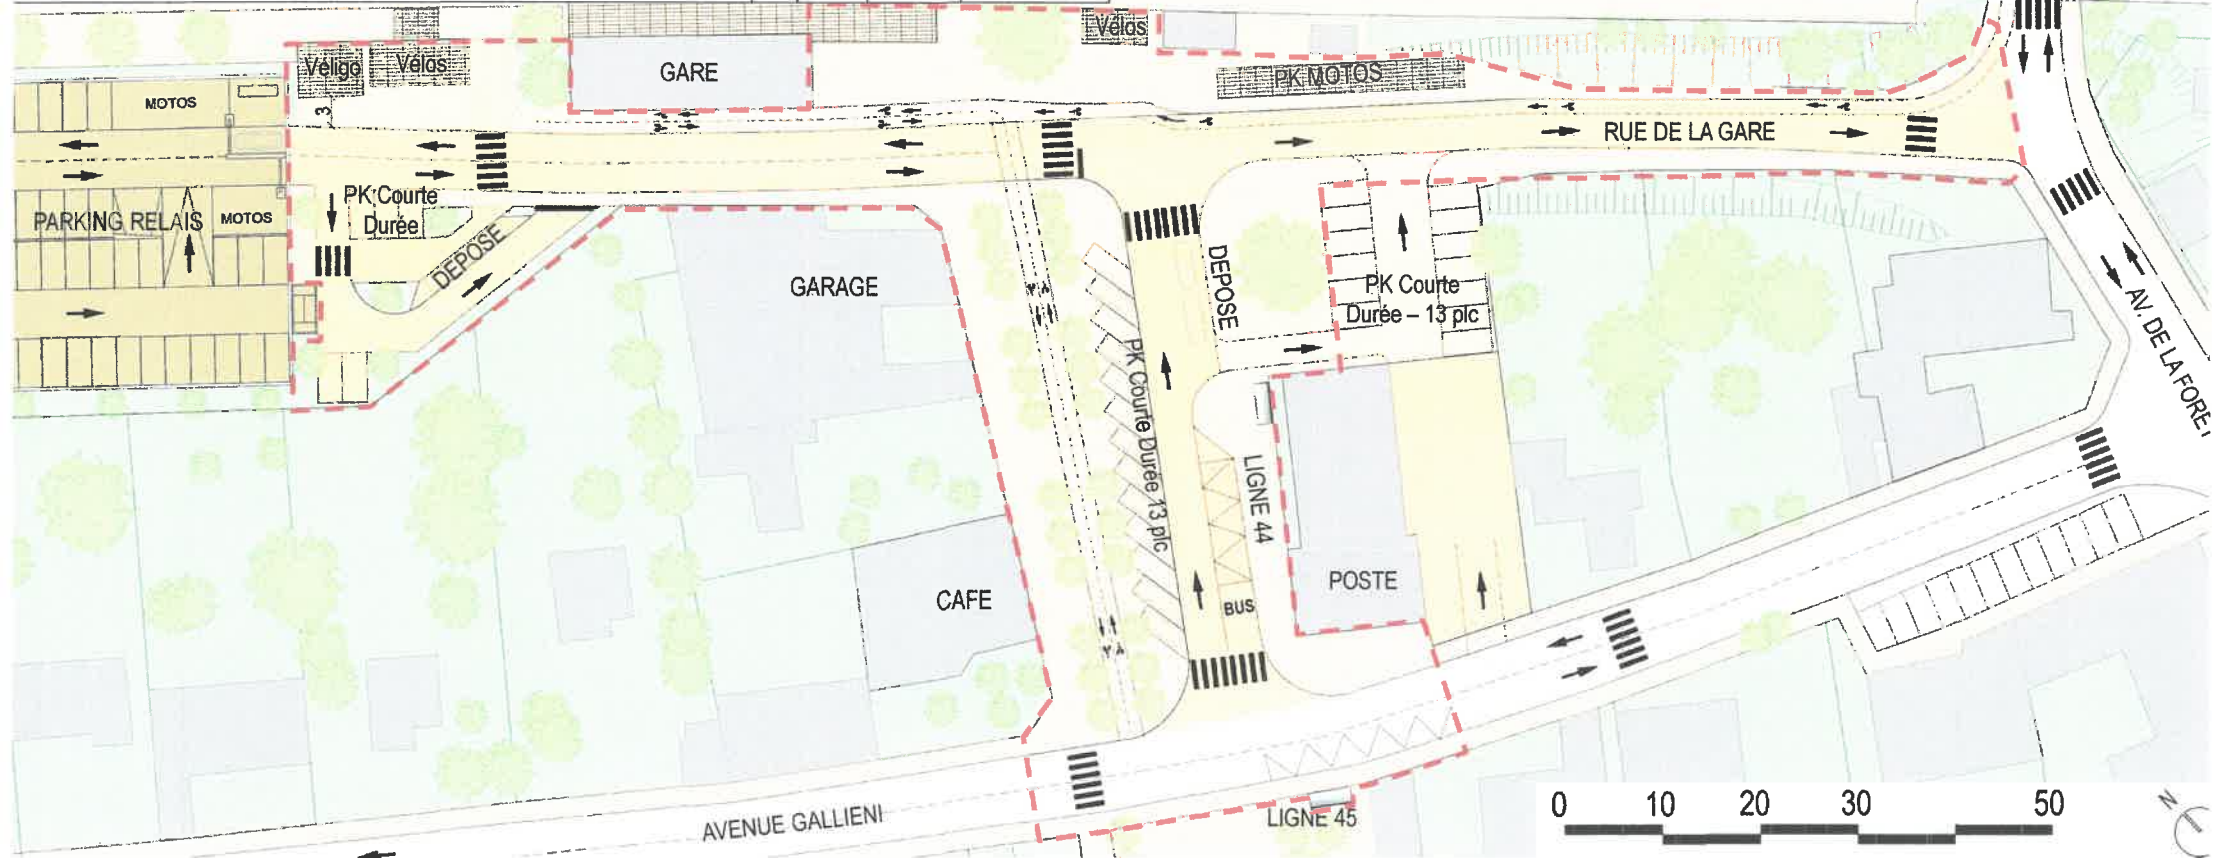 Véligo
Vélos
GARE
Vélos
PK MOTOS
MOTOS
3
RUE DE LA GARE
PARKING RELAIS
MOTOS
PK Courte
Durée
DEPOSE
GARAGE
DEPOSE
PK Courte
Durée – 13 plc
AV. DE LA FORET
PK Courte Durée 13 plc
LIGNE 44
CAFE
BUS
POSTE
AVENUE GALLIENI
LIGNE 45
0 10 20 30 50
N